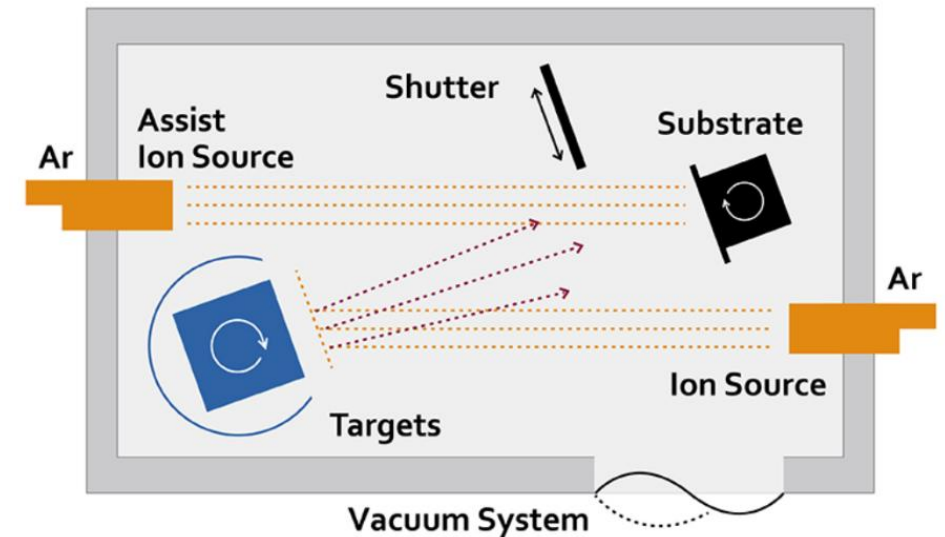 Shutter
Assist
Ion Source
Substrate
Ar
Ar
Ion Source
Targets
Vacuum System